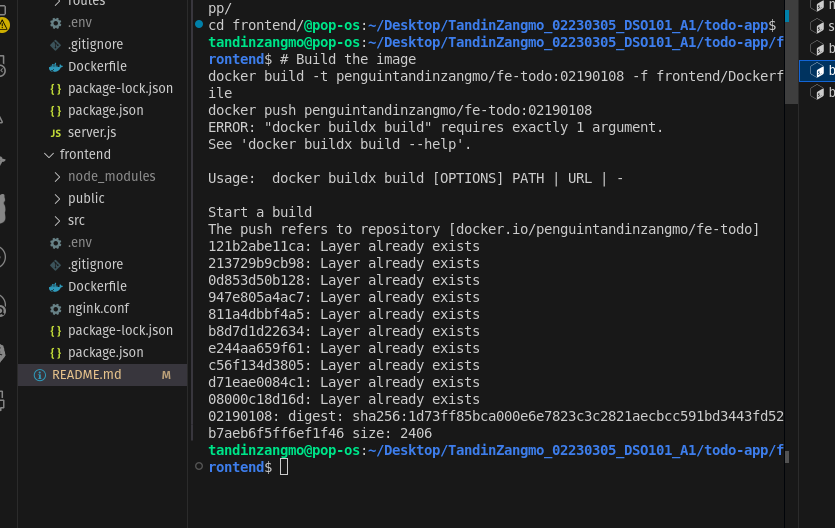 routes
.env
.gitignore
Dockerfile
package-lock.json
package.json
JS server.js
frontend
node_modules
public
src
.env
.gitignore
Dockerfile
ngink.conf
package-lock.json
package.json
README.md M
pp/
cd frontend/@pop-os:~/Desktop/TandinZangmo_02230305_DSO101_A1/todo-app$
tandinzangmo@pop-os:~/Desktop/TandinZangmo_02230305_DSO101_A1/todo-app/f
rontend$ # Build the image
docker build -t penguintandinzangmo/fe-todo:02190108 -f frontend/Dockerf
ile
docker push penguintandinzangmo/fe-todo:02190108
ERROR: "docker buildx build" requires exactly 1 argument.
See 'docker buildx build --help'.
Usage:  docker buildx build [OPTIONS] PATH | URL | -
Start a build
The push refers to repository [docker.io/penguintandinzangmo/fe-todo]
121b2abe11ca: Layer already exists
213729b9cb98: Layer already exists
0d853d50b128: Layer already exists
947e805a4ac7: Layer already exists
811a4dbbf4a5: Layer already exists
b8d7d1d22634: Layer already exists
e244aa659f61: Layer already exists
c56f134d3805: Layer already exists
d71eae0084c1: Layer already exists
08000c18d16d: Layer already exists
02190108: digest: sha256:1d73ff85bca000e6e7823c3c2821aecbcc591bd3443fd52
b7aeb6f5ff6ef1f46 size: 2406
tandinzangmo@pop-os:~/Desktop/TandinZangmo_02230305_DSO101_A1/todo-app/f
rontend$